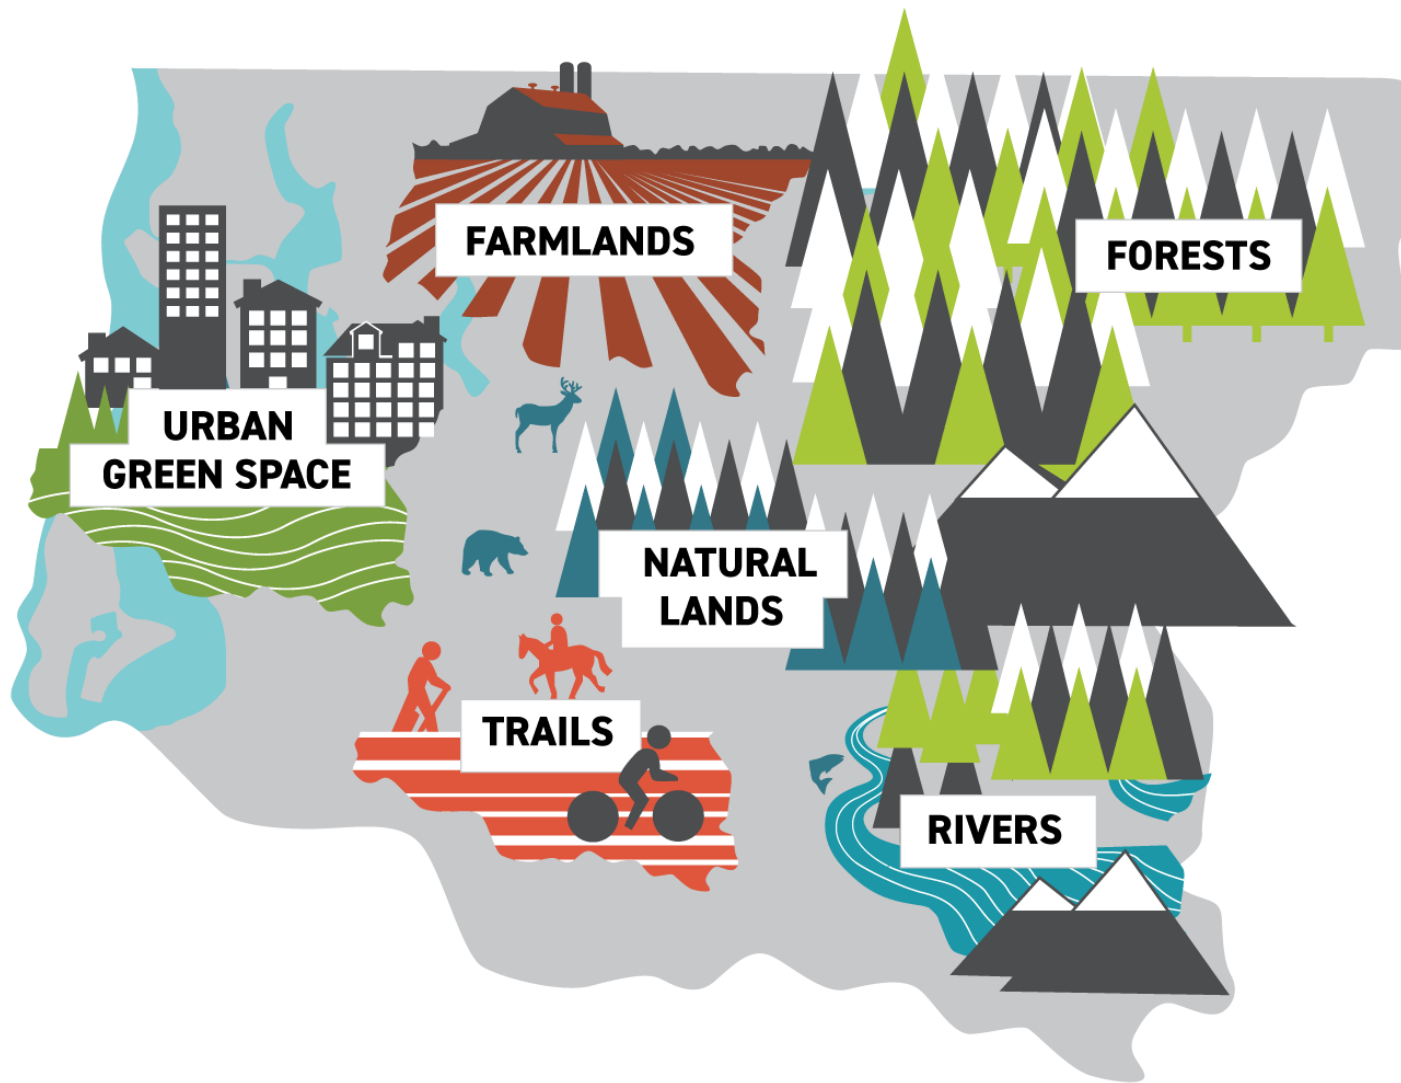 FARMLANDS
FORESTS
URBAN
GREEN SPACE
NATURAL
LANDS
TRAILS
RIVERS